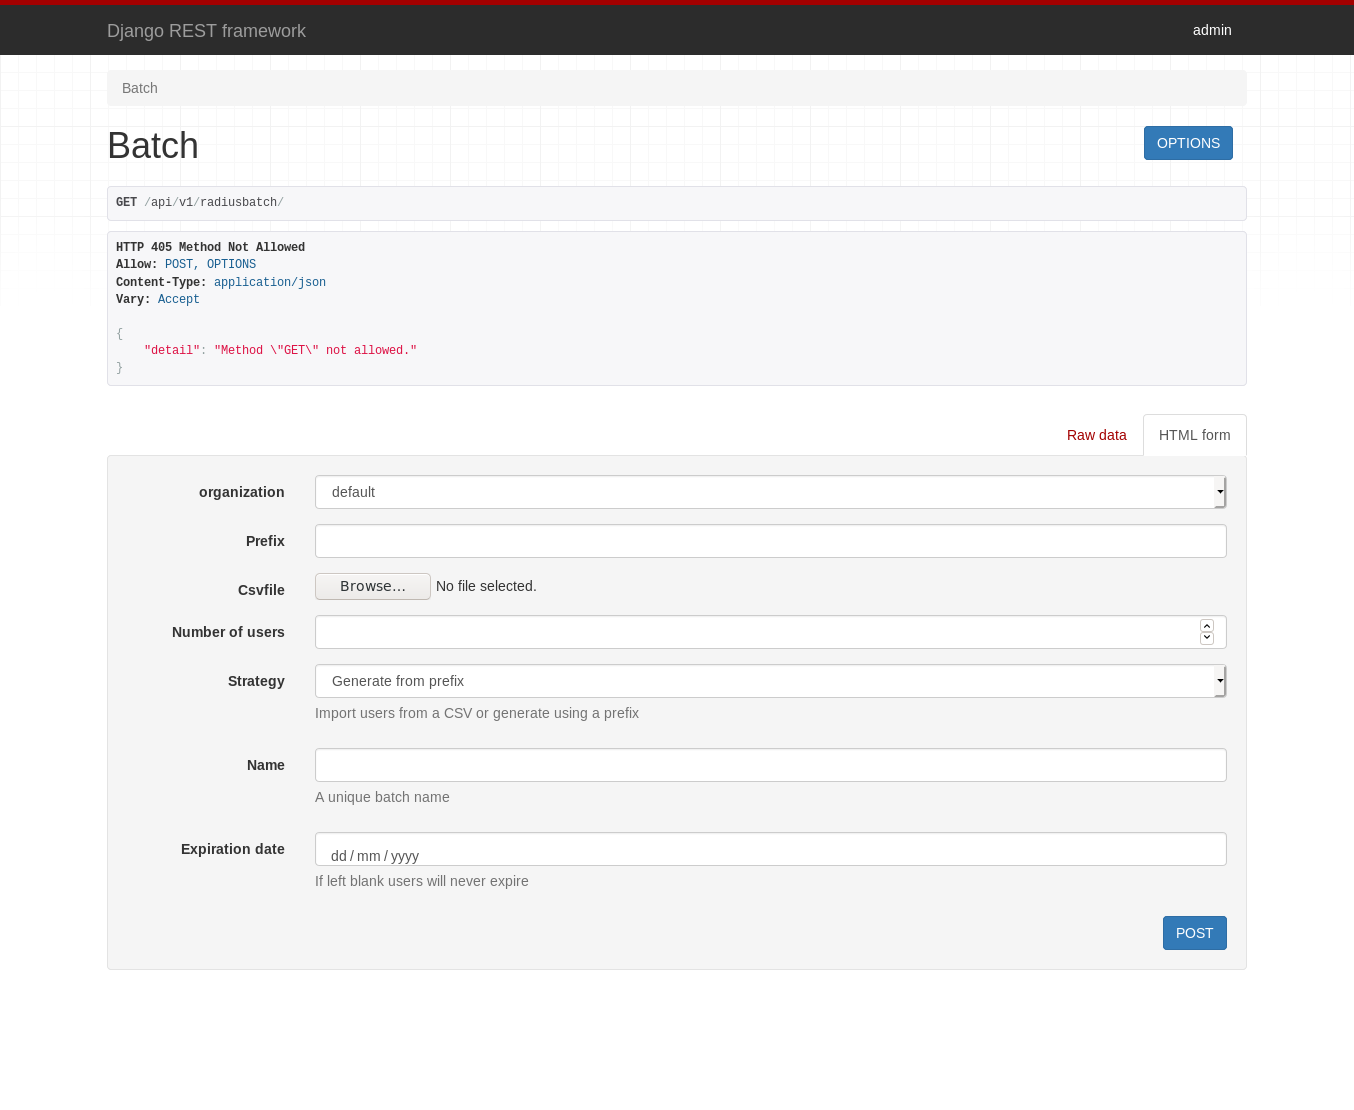 Django REST framework
admin
Batch
Batch
OPTIONS
GET /api/v1/radiusbatch/
HTTP 405 Method Not Allowed
Allow: POST, OPTIONS
Content-Type: application/json
Vary: Accept
{
    "detail": "Method \"GET\" not allowed."
}
Raw data
HTML form
organization
default
Prefix
Csvfile
Browse...
No file selected.
Number of users
Strategy
Generate from prefix
Import users from a CSV or generate using a prefix
Name
A unique batch name
Expiration date
dd / mm / yyyy
If left blank users will never expire
POST